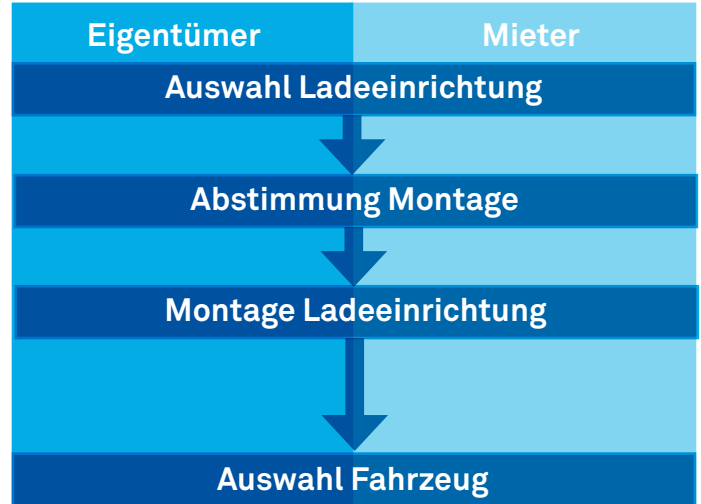 Eigentümer Mieter
Auswahl Ladeeinrichtung
Abstimmung Montage
Montage Ladeeinrichtung
Auswahl Fahrzeug